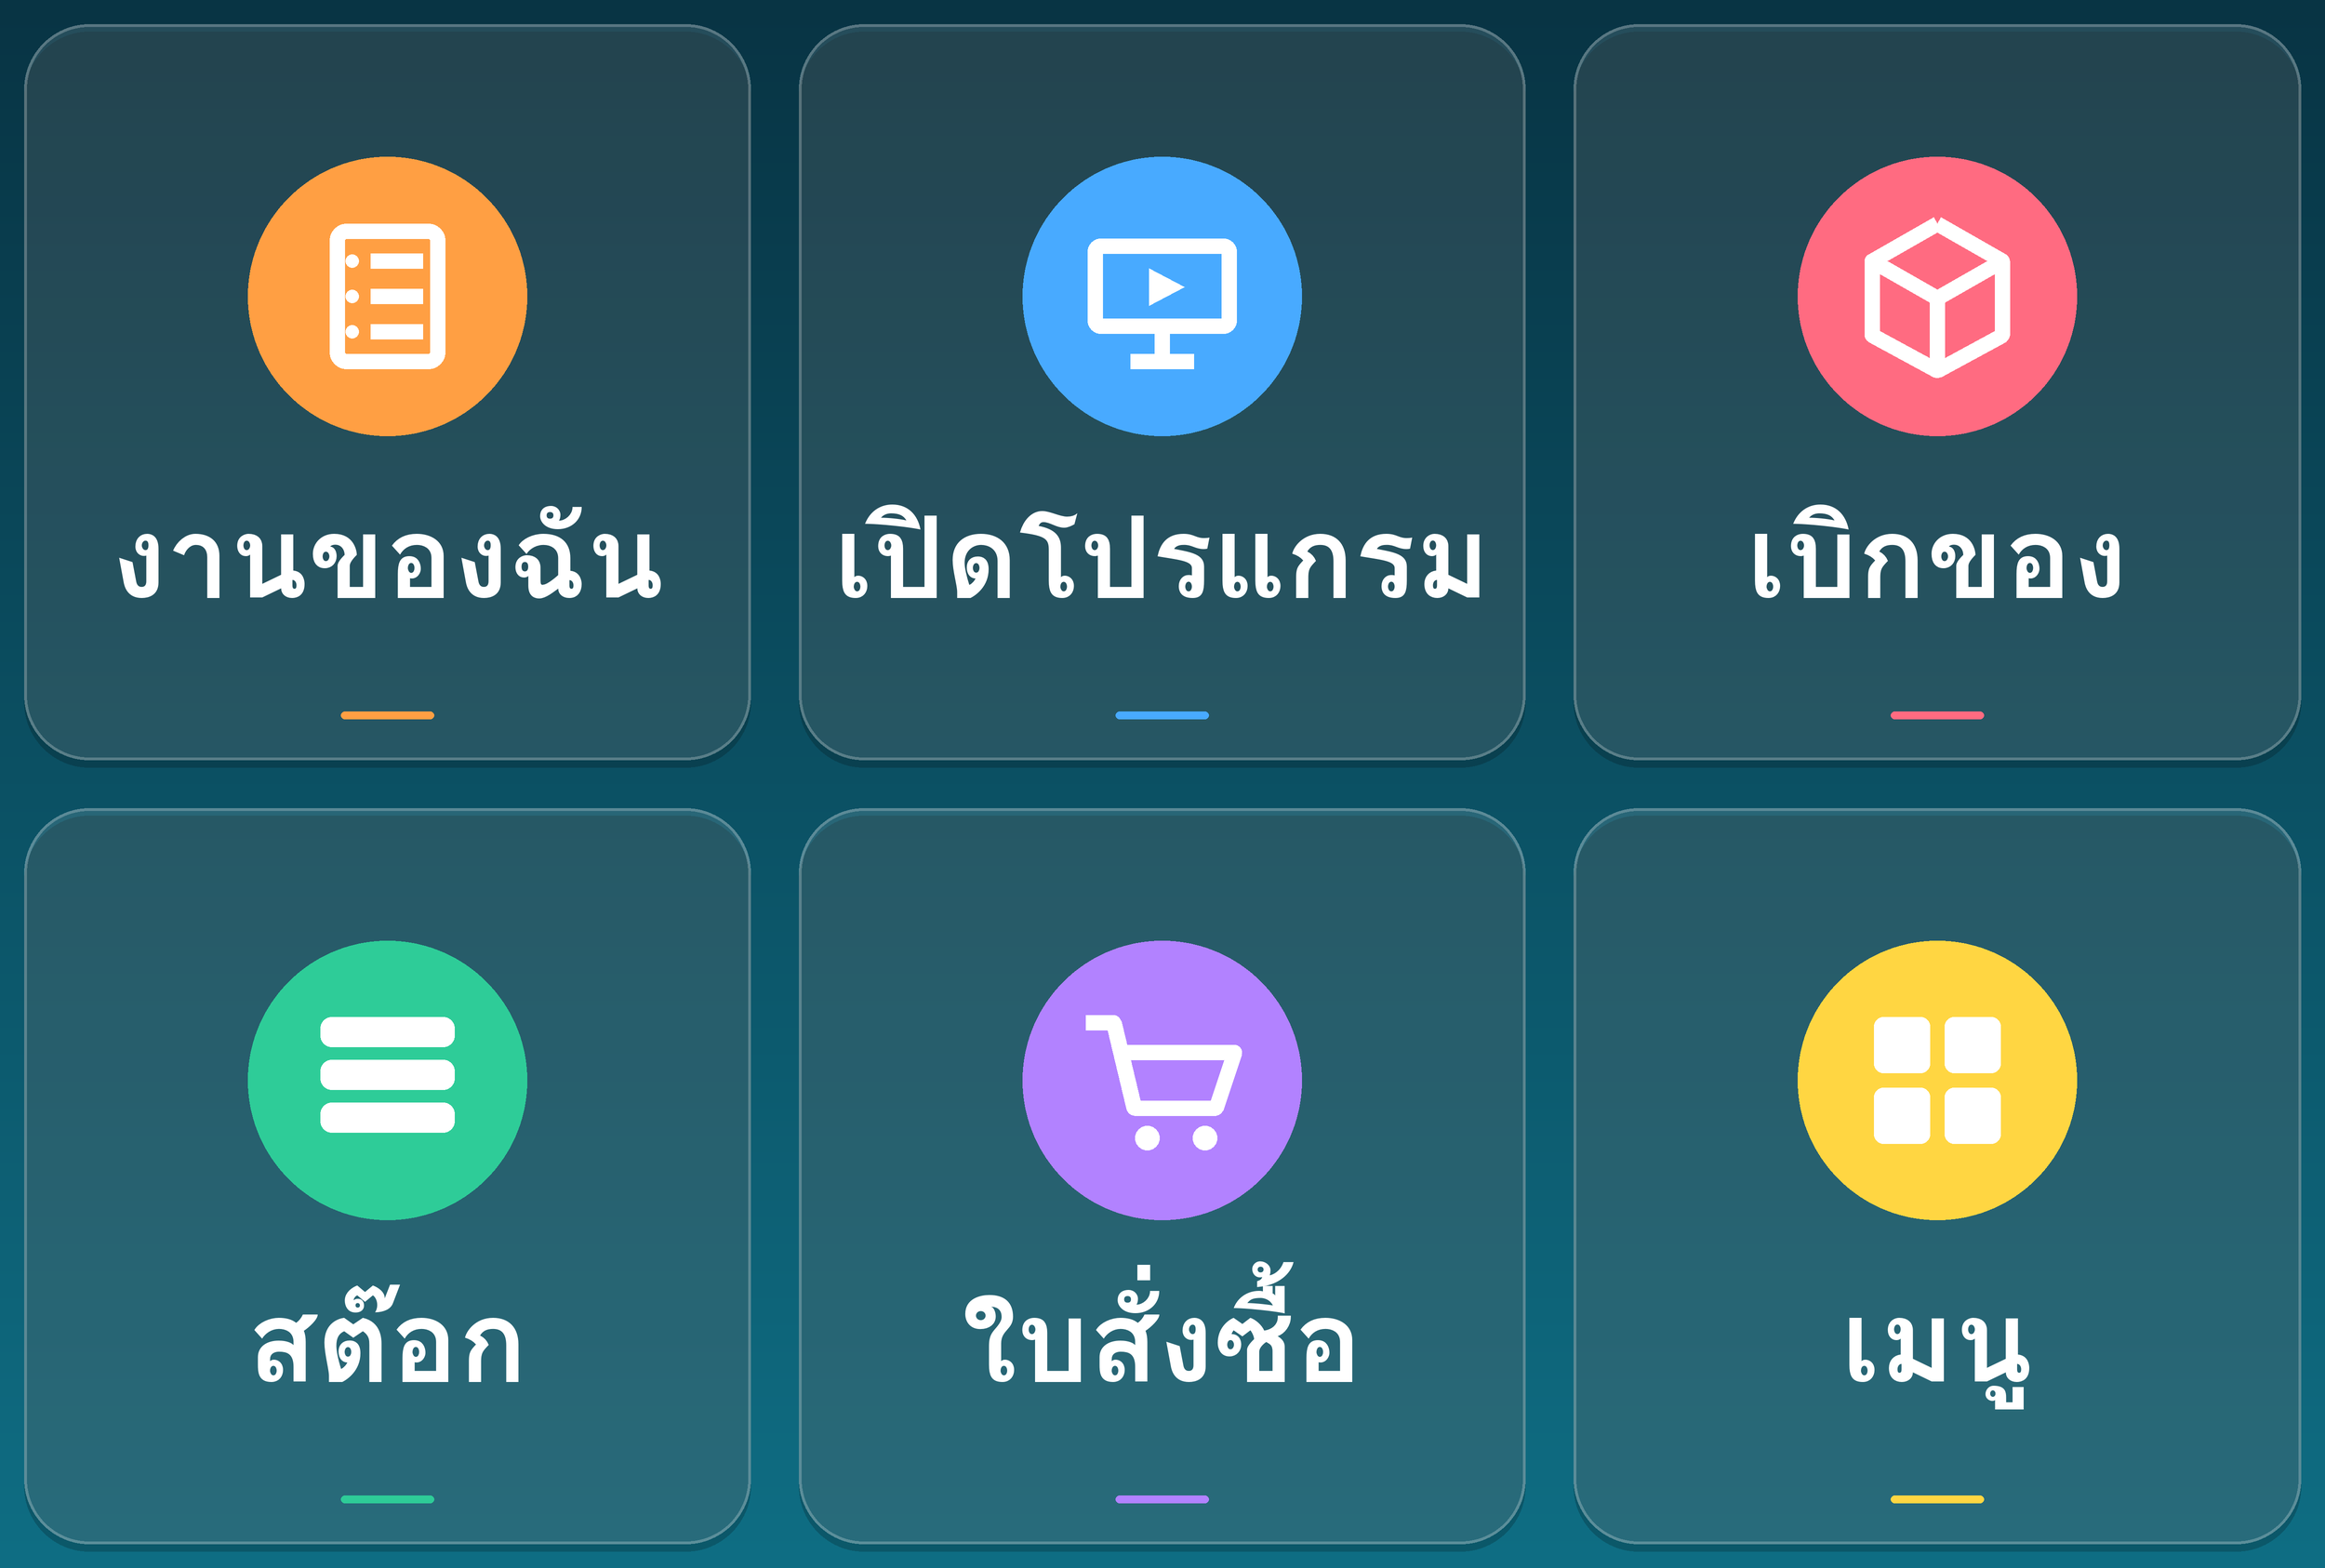 งานของฉัน
เปิดโปรแกรม
เบิกของ
สต๊อก
ใบสั่งซื้อ
เมนู